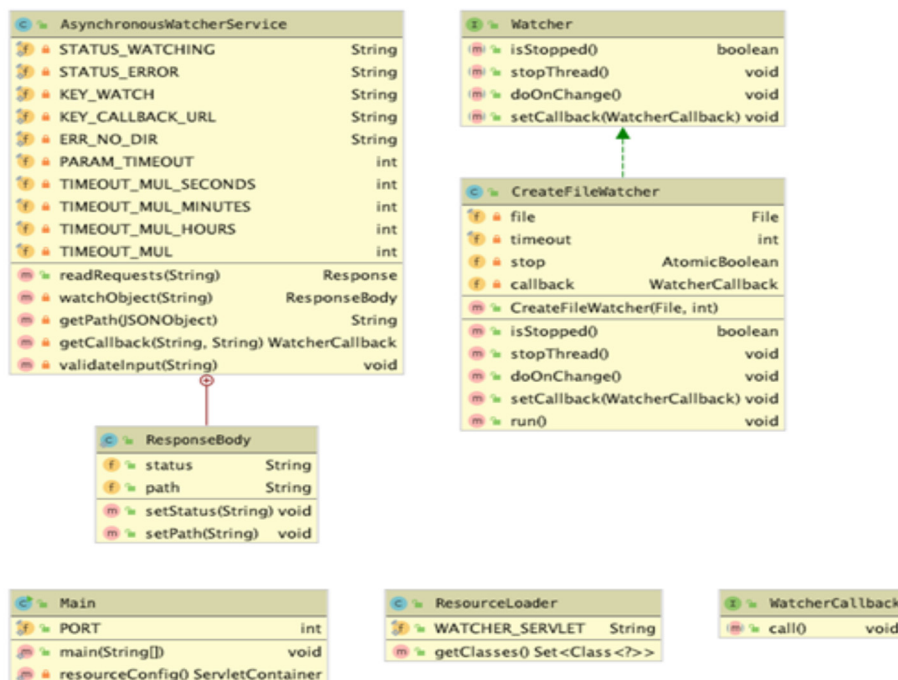 AsynchronousWatcherService
STATUS_WATCHING String
STATUS_ERROR String
KEY_WATCH String
KEY_CALLBACK_URL String
ERR_NO_DIR String
PARAM_TIMEOUT int
TIMEOUT_MUL_SECONDS int
TIMEOUT_MUL_MINUTES int
TIMEOUT_MUL_HOURS int
TIMEOUT_MUL int
readRequests(String) Response
watchObject(String) ResponseBody
getPath(JSONObject) String
getCallback(String, String) WatcherCallback
validateInput(String) void
ResponseBody
status String
path String
setStatus(String) void
setPath(String) void
Watcher
isStopped() boolean
stopThread() void
doOnChange() void
setCallback(WatcherCallback) void
CreateFileWatcher
file File
timeout int
stop AtomicBoolean
callback WatcherCallback
CreateFileWatcher(File, int)
isStopped() boolean
stopThread() void
doOnChange() void
setCallback(WatcherCallback) void
run() void
Main
PORT int
main(String[]) void
resourceConfig() ServletContainer
ResourceLoader
WATCHER_SERVLET String
getClasses() Set<Class<?>>
WatcherCallback
call() void